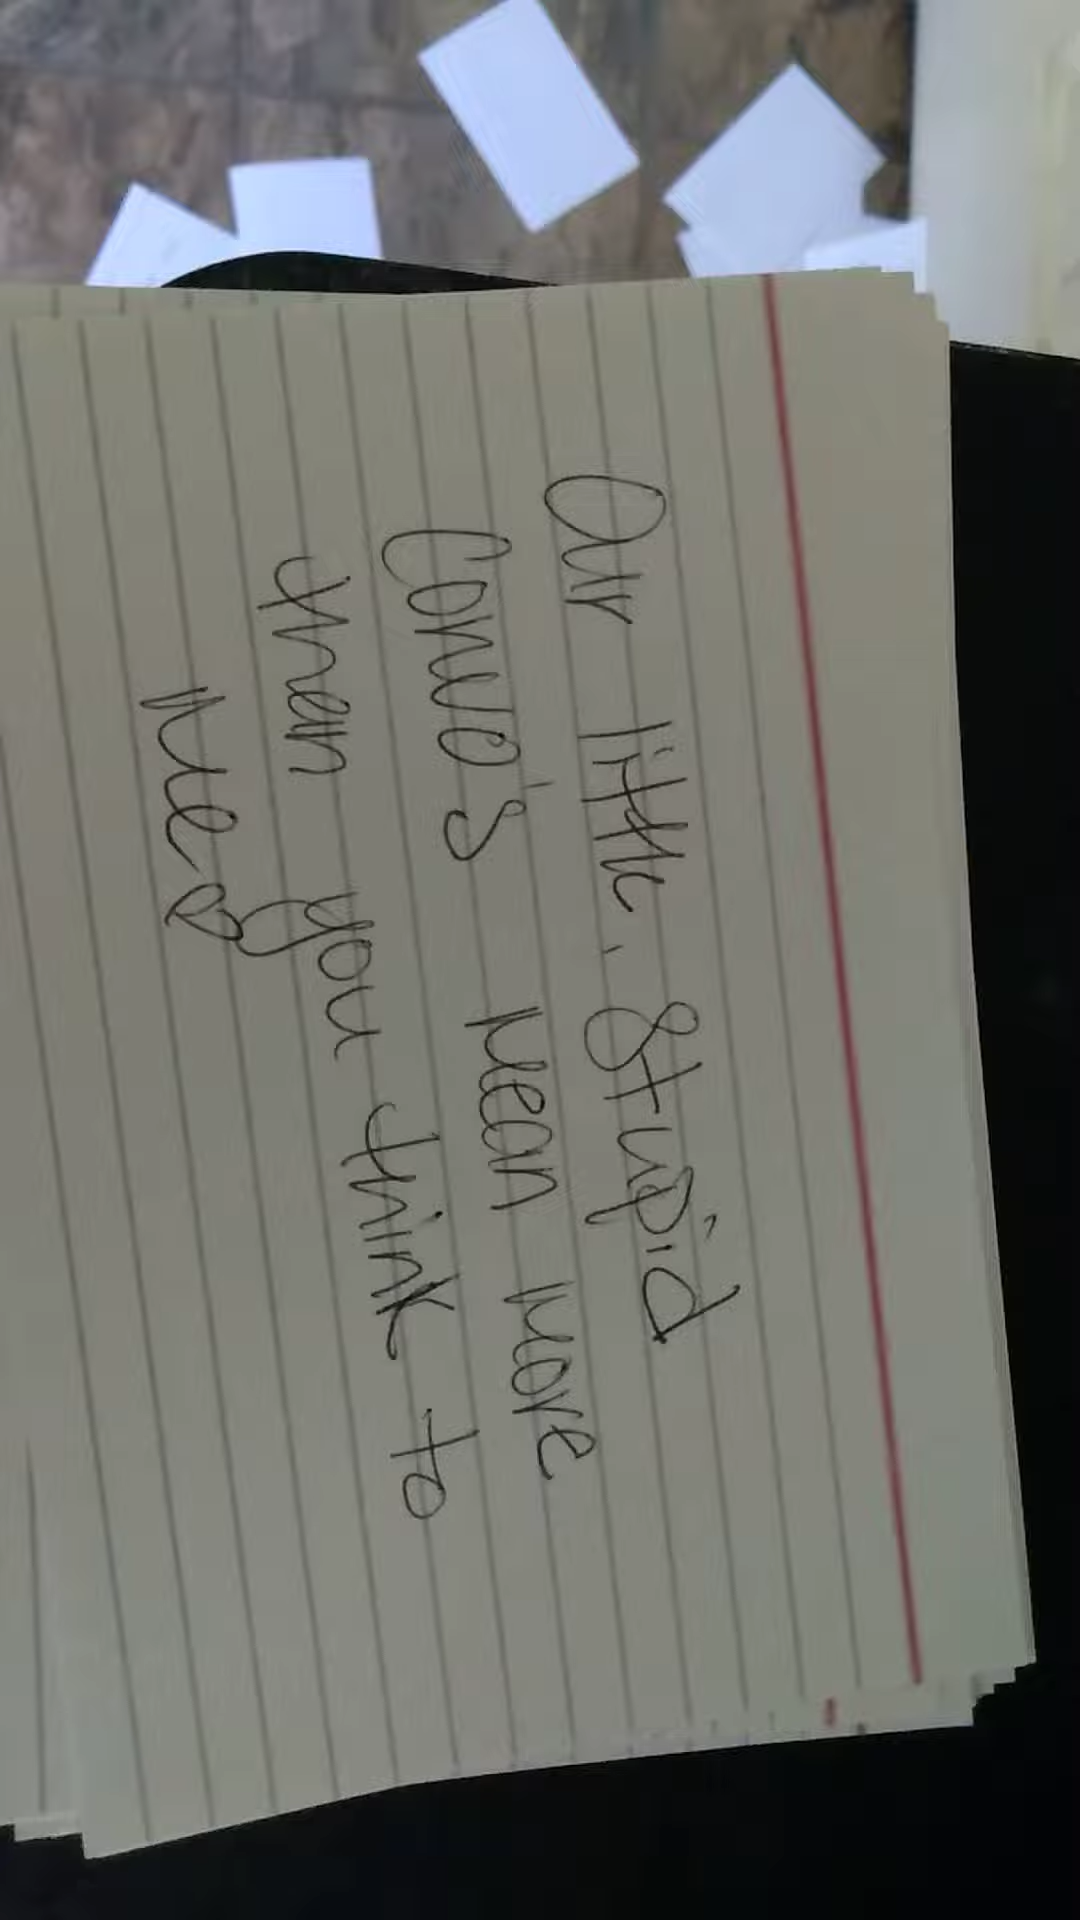 Our little, stupid
Convo's mean more
than you think to
me♡